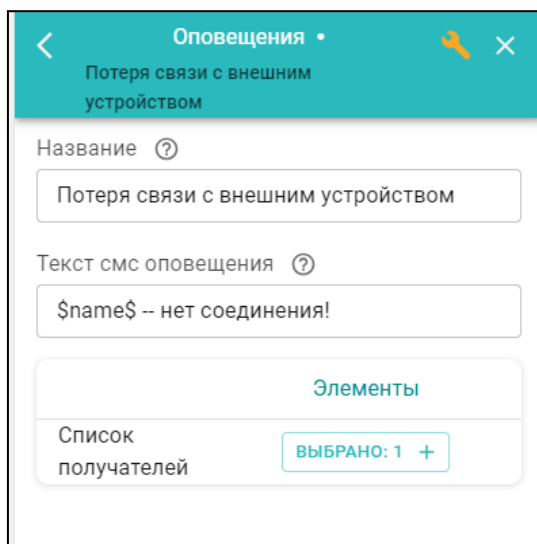 Оповещения •
Потеря связи с внешним
устройством
Название ?
Потеря связи с внешним устройством
Текст смс оповещения ?
$name$ -- нет соединения!
Элементы
Список
получателей
ВЫБРАНО: 1 +